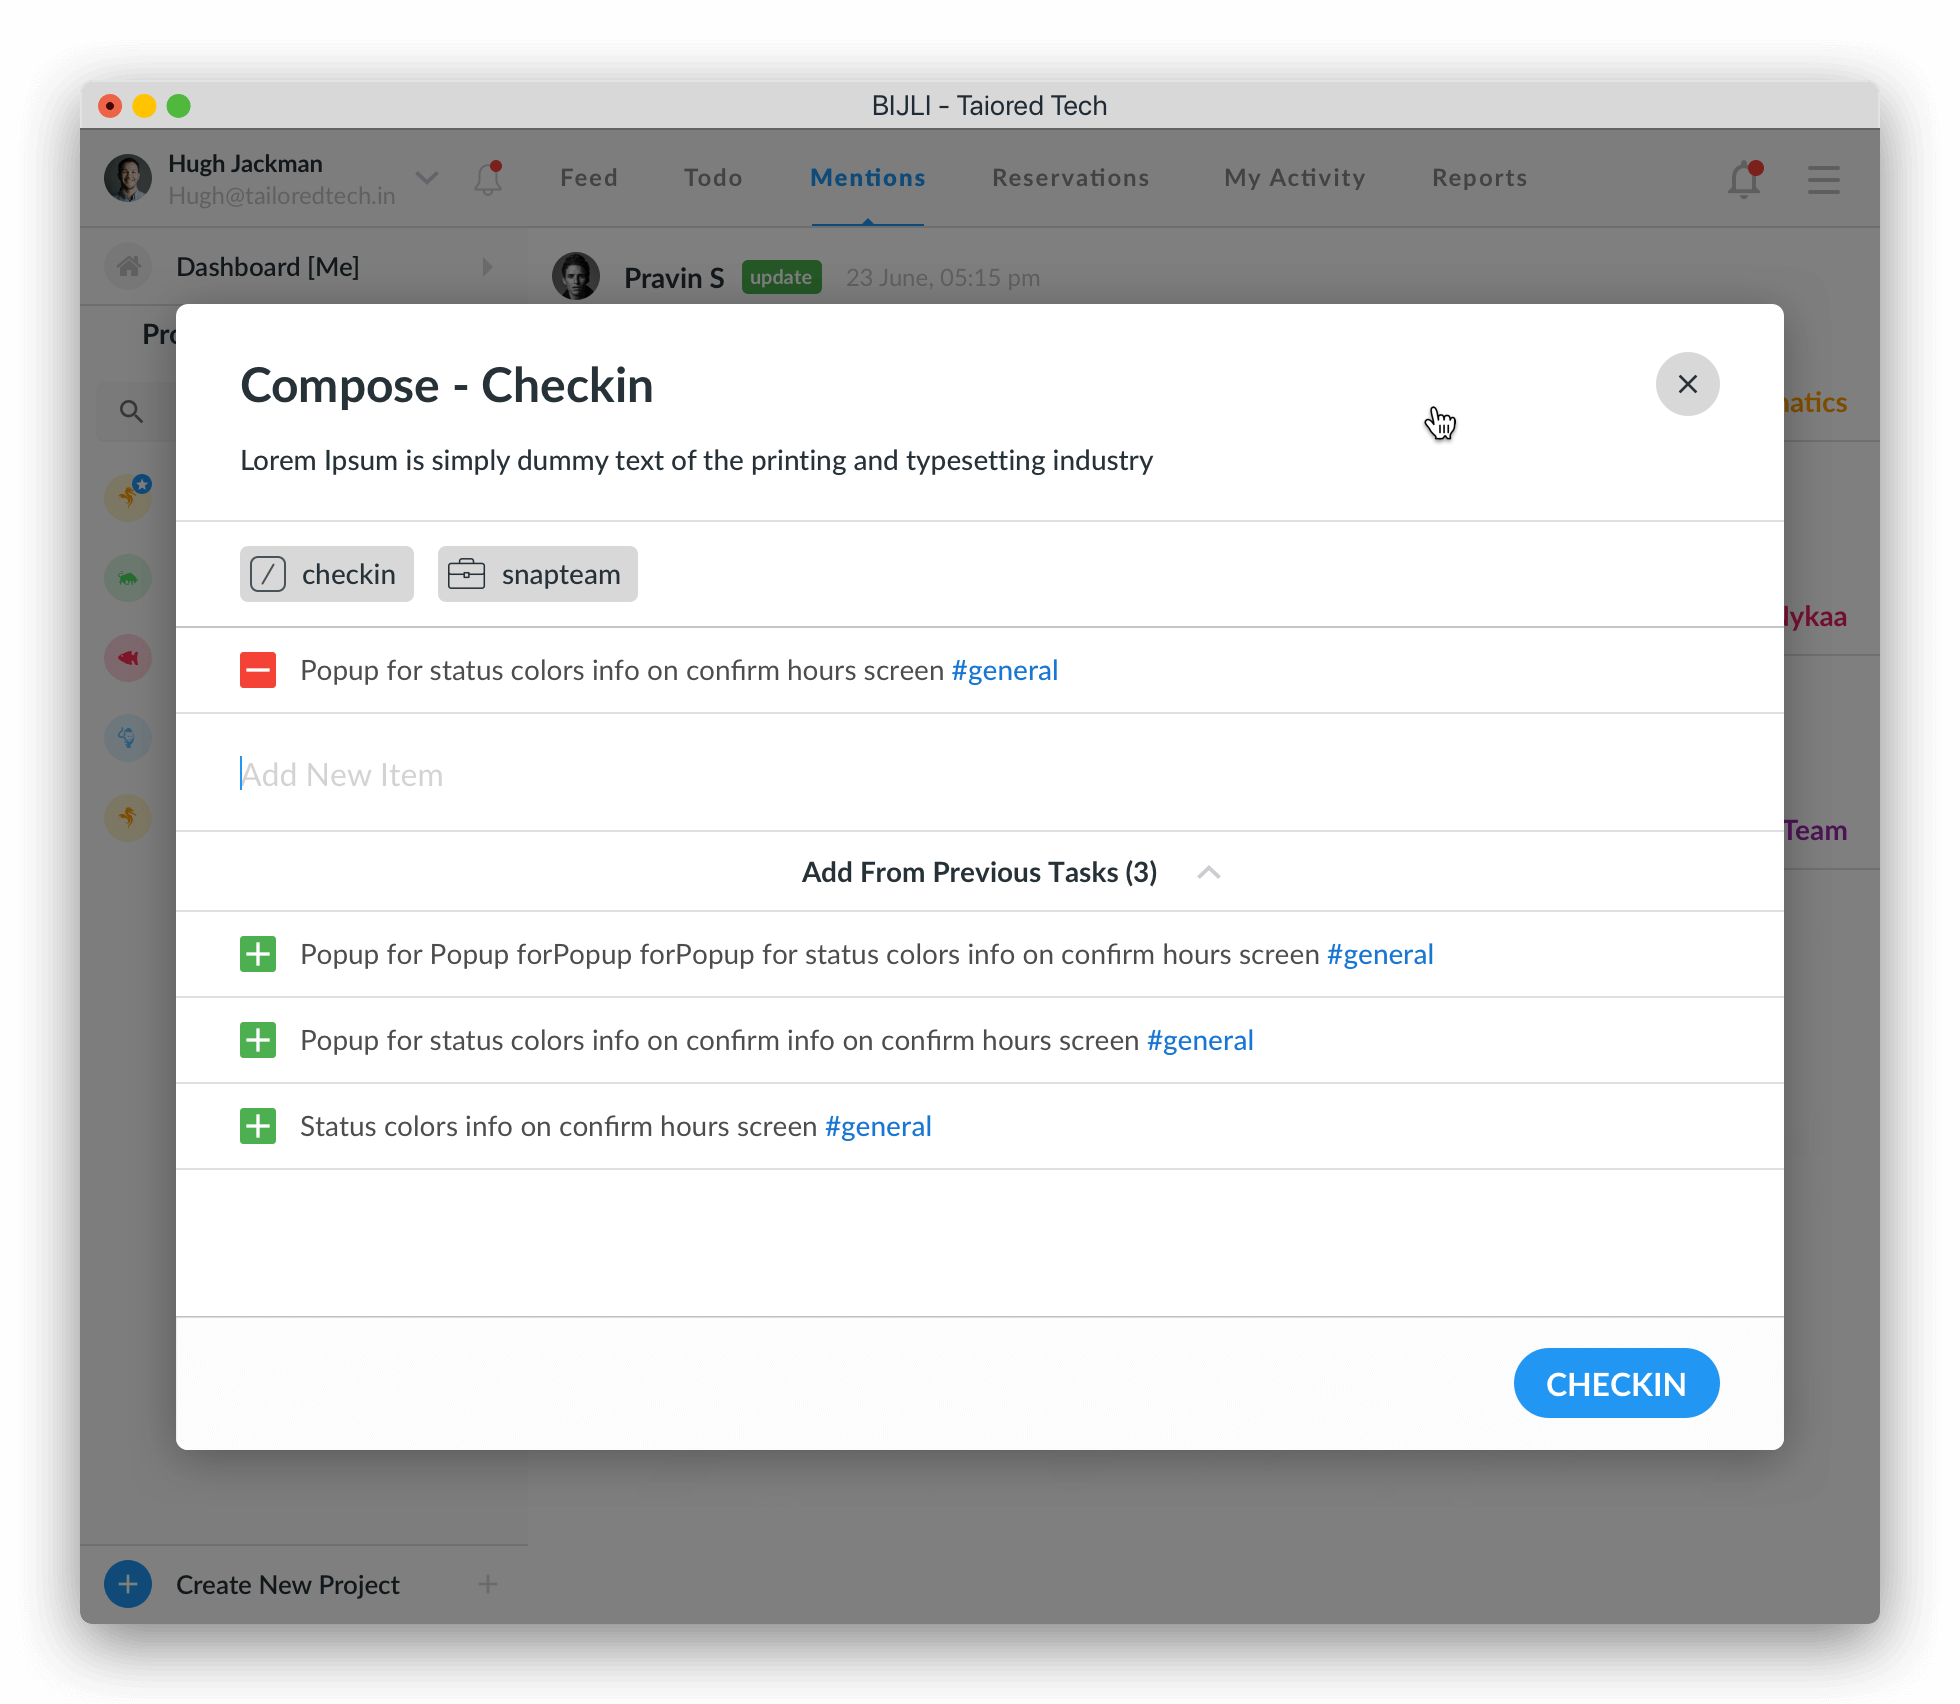 BIJLI - Taiored Tech
Hugh Jackman
Hugh@tailoredtech.in
Feed Todo Mentions Reservations My Activity Reports
Dashboard [Me]
Pravin S update 23 June, 05:15 pm
Compose - Checkin
Lorem Ipsum is simply dummy text of the printing and typesetting industry
checkin snapteam
Popup for status colors info on confirm hours screen #general
Add New Item
Team
Add From Previous Tasks (3)
Popup for Popup forPopup forPopup for status colors info on confirm hours screen #general
Popup for status colors info on confirm info on confirm hours screen #general
Status colors info on confirm hours screen #general
CHECKIN
Create New Project